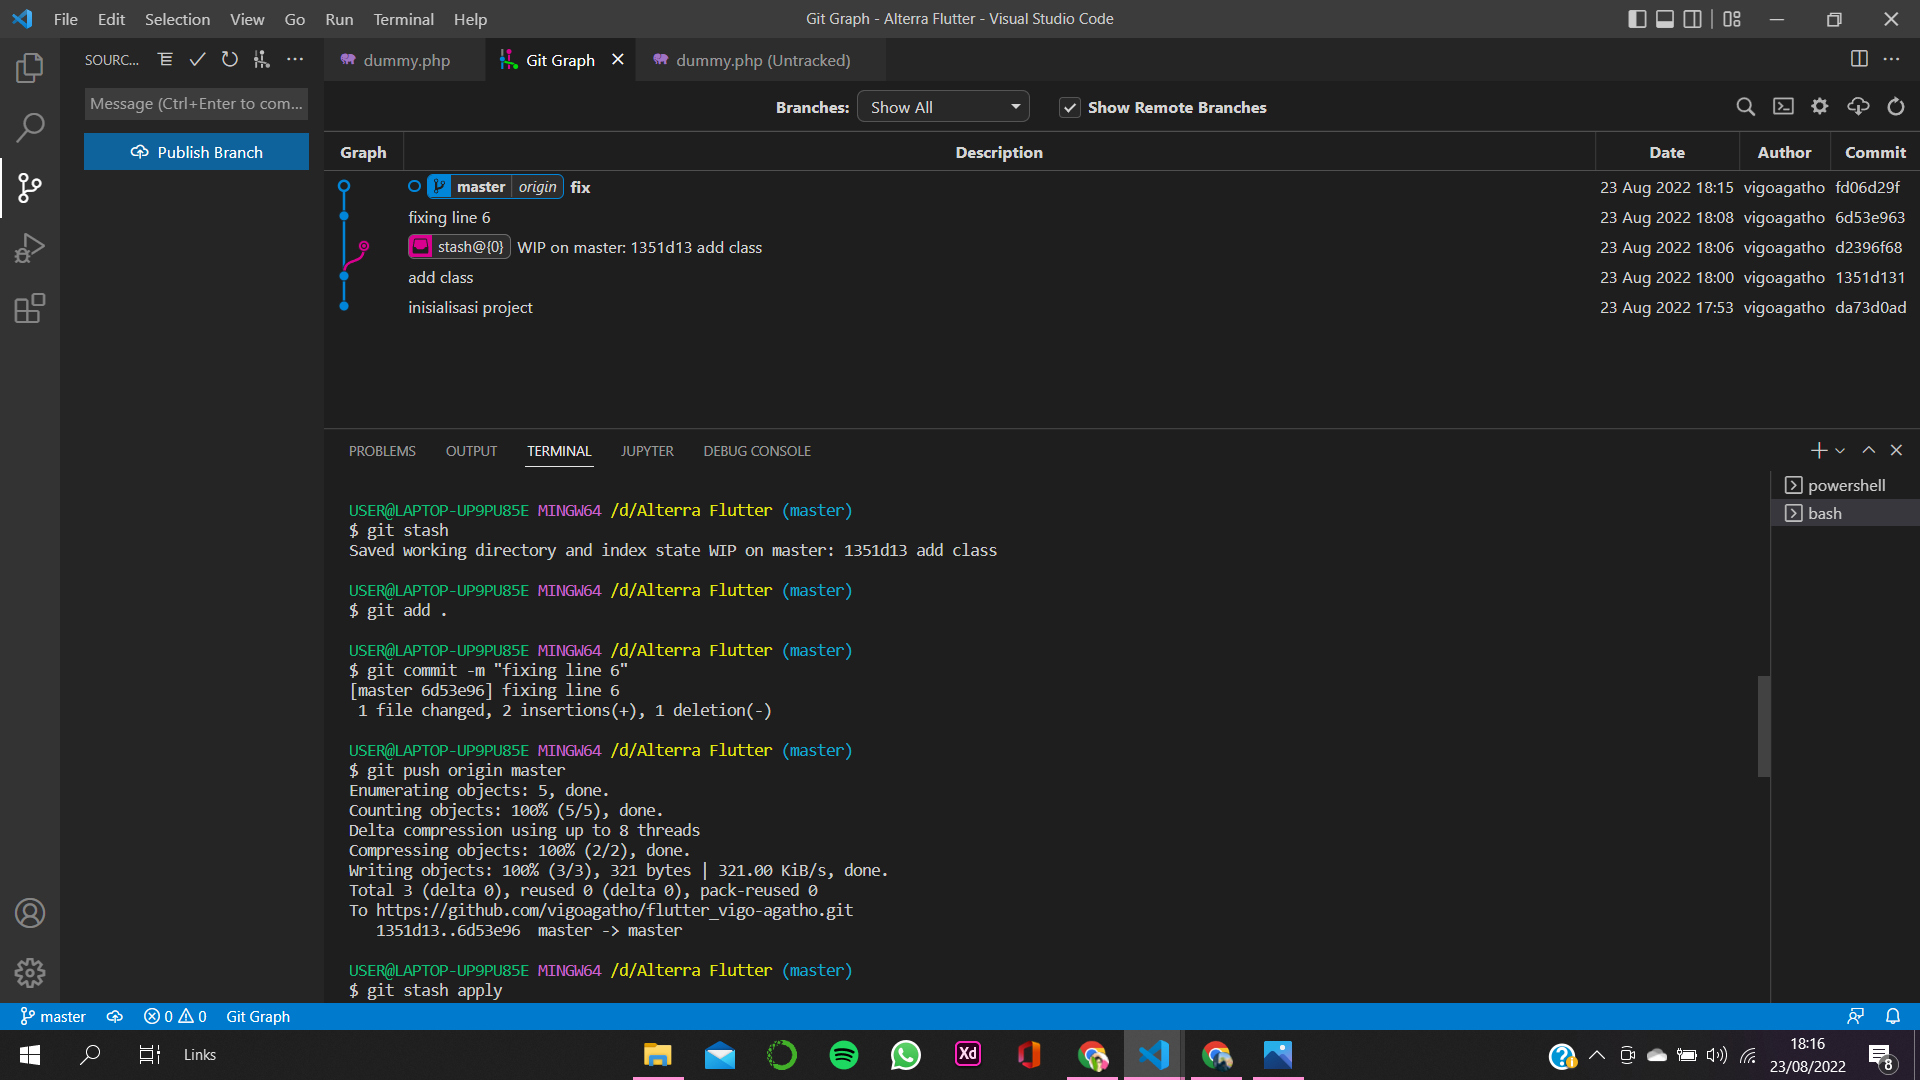 File Edit Selection View Go Run Terminal Help
Git Graph - Alterra Flutter - Visual Studio Code
SOURC...
dummy.php
Git Graph
dummy.php (Untracked)
Message (Ctrl+Enter to com...
Publish Branch
Branches: Show All
Show Remote Branches
Graph Description Date Author Commit
master origin fix 23 Aug 2022 18:15 vigoagatho fd06d29f
fixing line 6 23 Aug 2022 18:08 vigoagatho 6d53e963
stash@{0} WIP on master: 1351d13 add class 23 Aug 2022 18:06 vigoagatho d2396f68
add class 23 Aug 2022 18:00 vigoagatho 1351d131
inisialisasi project 23 Aug 2022 17:53 vigoagatho da73d0ad
PROBLEMS OUTPUT TERMINAL JUPYTER DEBUG CONSOLE
powershell
bash
USER@LAPTOP-UP9PU85E MINGW64 /d/Alterra Flutter (master)
$ git stash
Saved working directory and index state WIP on master: 1351d13 add class
USER@LAPTOP-UP9PU85E MINGW64 /d/Alterra Flutter (master)
$ git add .
USER@LAPTOP-UP9PU85E MINGW64 /d/Alterra Flutter (master)
$ git commit -m "fixing line 6"
[master 6d53e96] fixing line 6
1 file changed, 2 insertions(+), 1 deletion(-)
USER@LAPTOP-UP9PU85E MINGW64 /d/Alterra Flutter (master)
$ git push origin master
Enumerating objects: 5, done.
Counting objects: 100% (5/5), done.
Delta compression using up to 8 threads
Compressing objects: 100% (2/2), done.
Writing objects: 100% (3/3), 321 bytes | 321.00 KiB/s, done.
Total 3 (delta 0), reused 0 (delta 0), pack-reused 0
To https://github.com/vigoagatho/flutter_vigo-agatho.git
1351d13..6d53e96 master -> master
USER@LAPTOP-UP9PU85E MINGW64 /d/Alterra Flutter (master)
$ git stash apply
master 0 0 Git Graph
Links
Xd
18:16
23/08/2022
8